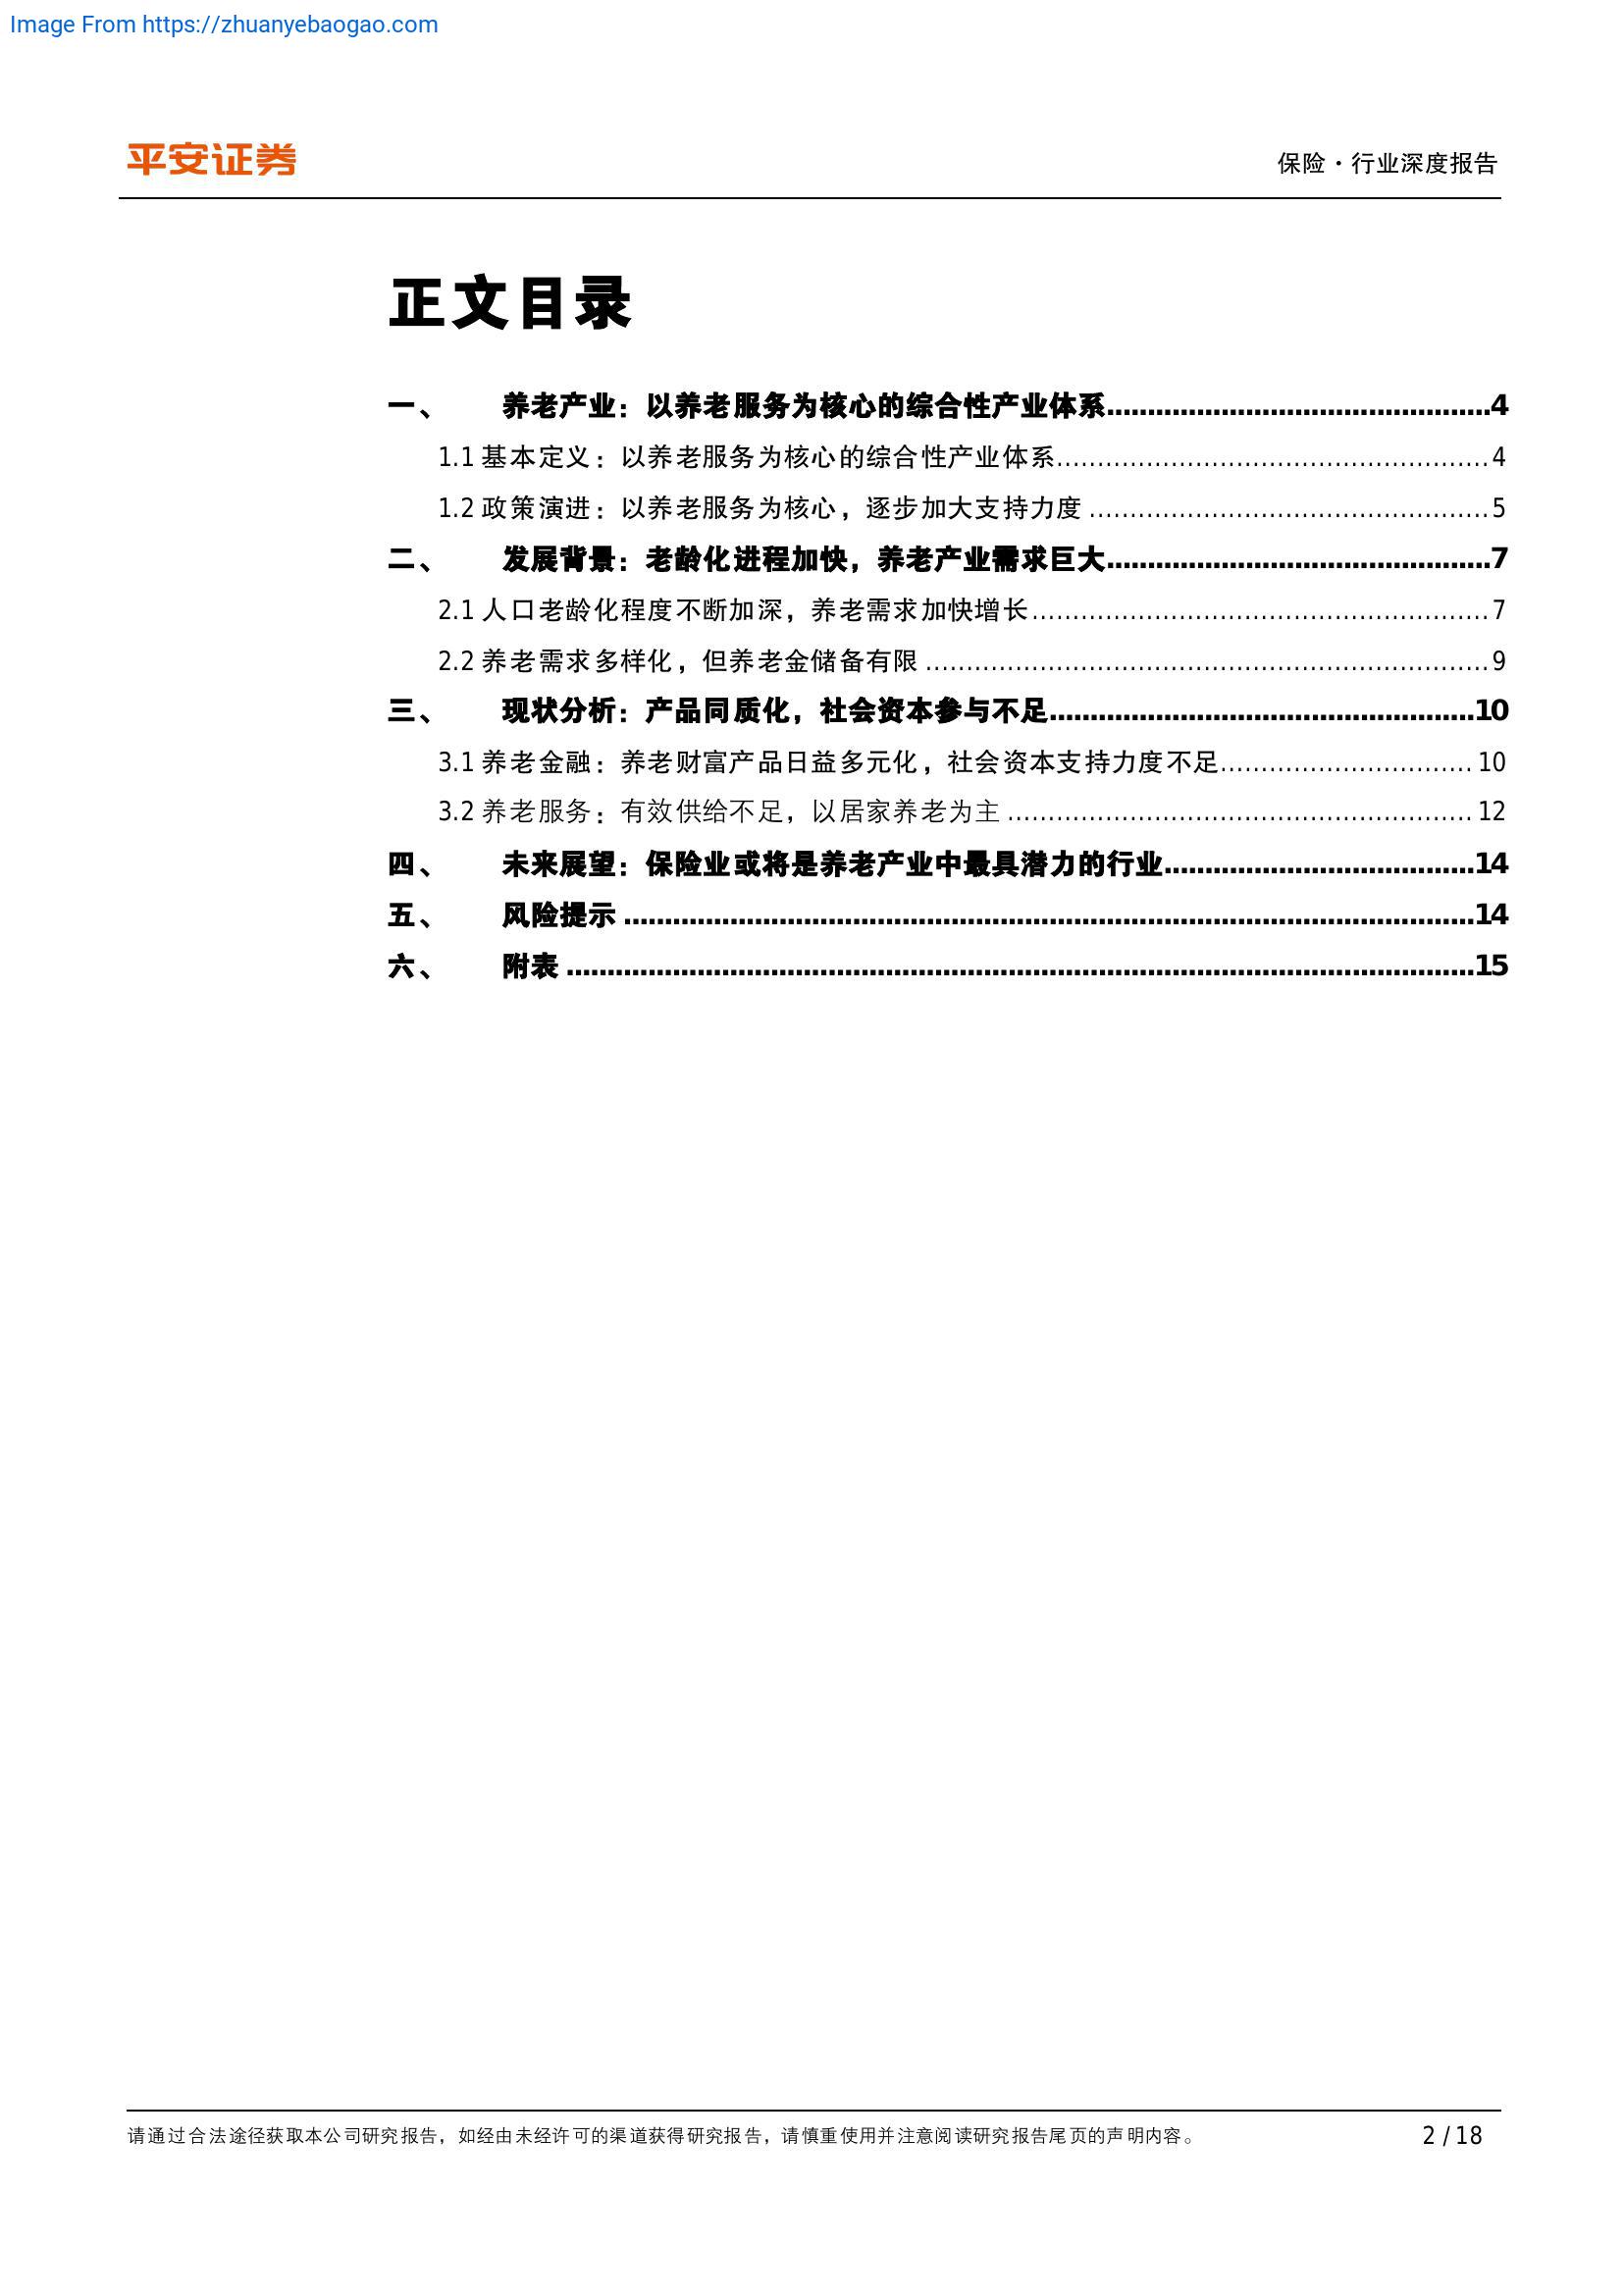 Image From https://zhuanyebaogao.com
平安证券
保险·行业深度报告
正文目录
一、 养老产业：以养老服务为核心的综合性产业体系...............................................4
1.1 基本定义：以养老服务为核心的综合性产业体系.....................................................4
1.2 政策演进：以养老服务为核心，逐步加大支持力度 .................................................5
二、 发展背景：老龄化进程加快，养老产业需求巨大...............................................7
2.1 人口老龄化程度不断加深，养老需求加快增长........................................................7
2.2 养老需求多样化，但养老金储备有限 .....................................................................9
三、 现状分析：产品同质化，社会资本参与不足....................................................10
3.1 养老金融：养老财富产品日益多元化，社会资本支持力度不足............................... 10
3.2 养老服务：有效供给不足，以居家养老为主 ......................................................... 12
四、 未来展望：保险业或将是养老产业中最具潜力的行业......................................14
五、 风险提示 ........................................................................................................14
六、 附表 ...............................................................................................................15
请通过合法途径获取本公司研究报告，如经由未经许可的渠道获得研究报告，请慎重使用并注意阅读研究报告尾页的声明内容。
2 / 18